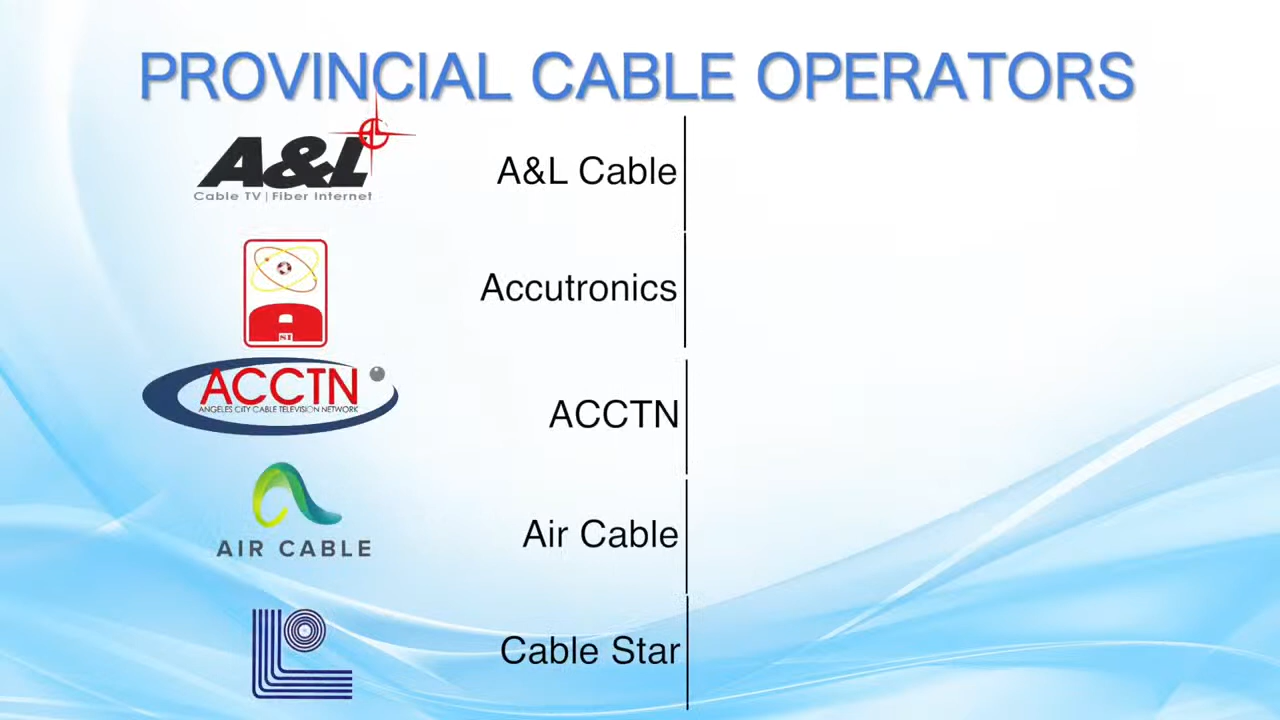 PROVINCIAL CABLE OPERATORS
A&L
Cable TV | Fiber Internet
A&L Cable
A
SI
Accutronics
ACCTN
ANGELES CITY CABLE TELEVISION NETWORK
ACCTN
AIR CABLE
Air Cable
Cable Star